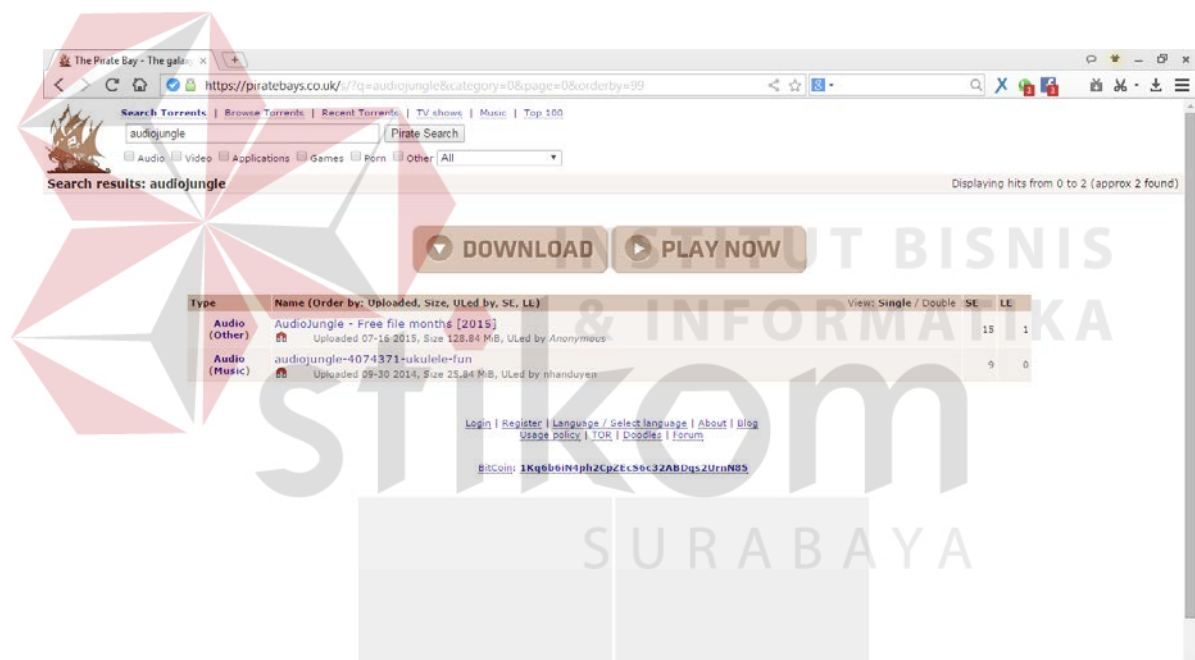 The Pirate Bay - The galax
https://piratebays.co.uk/s/?q=audiojungle&category=0&page=0&orderby=99
Search Torrents | Browse Torrents | Recent Torrents | TV shows | Music | Top 100
audiojungle
Pirate Search
Audio Video Applications Games Porn Other All
Search results: audiojungle
Displaying hits from 0 to 2 (approx 2 found)
DOWNLOAD
PLAY NOW
INSTITUT BISNIS
& INFORMATIKA
Type Name (Order by: Uploaded, Size, ULed by, SE, LE) View: Single / Double SE LE
Audio
(Other)
AudioJungle - Free file months [2015]
Uploaded 07-16 2015, Size 128.84 MiB, ULed by Anonymous
15 1
Audio
(Music)
audiojungle-4074371-ukulele-fun
Uploaded 09-30 2014, Size 25.84 MiB, ULed by nhanduyen
9 0
stikom
SURABAYA
Login | Register | Language / Select language | About | Blog
Usage policy | TOR | Doodles | Forum
BitCoin: 1Kq6b6iN4ph2CpZEcS6c32ABDqs2UrnN85